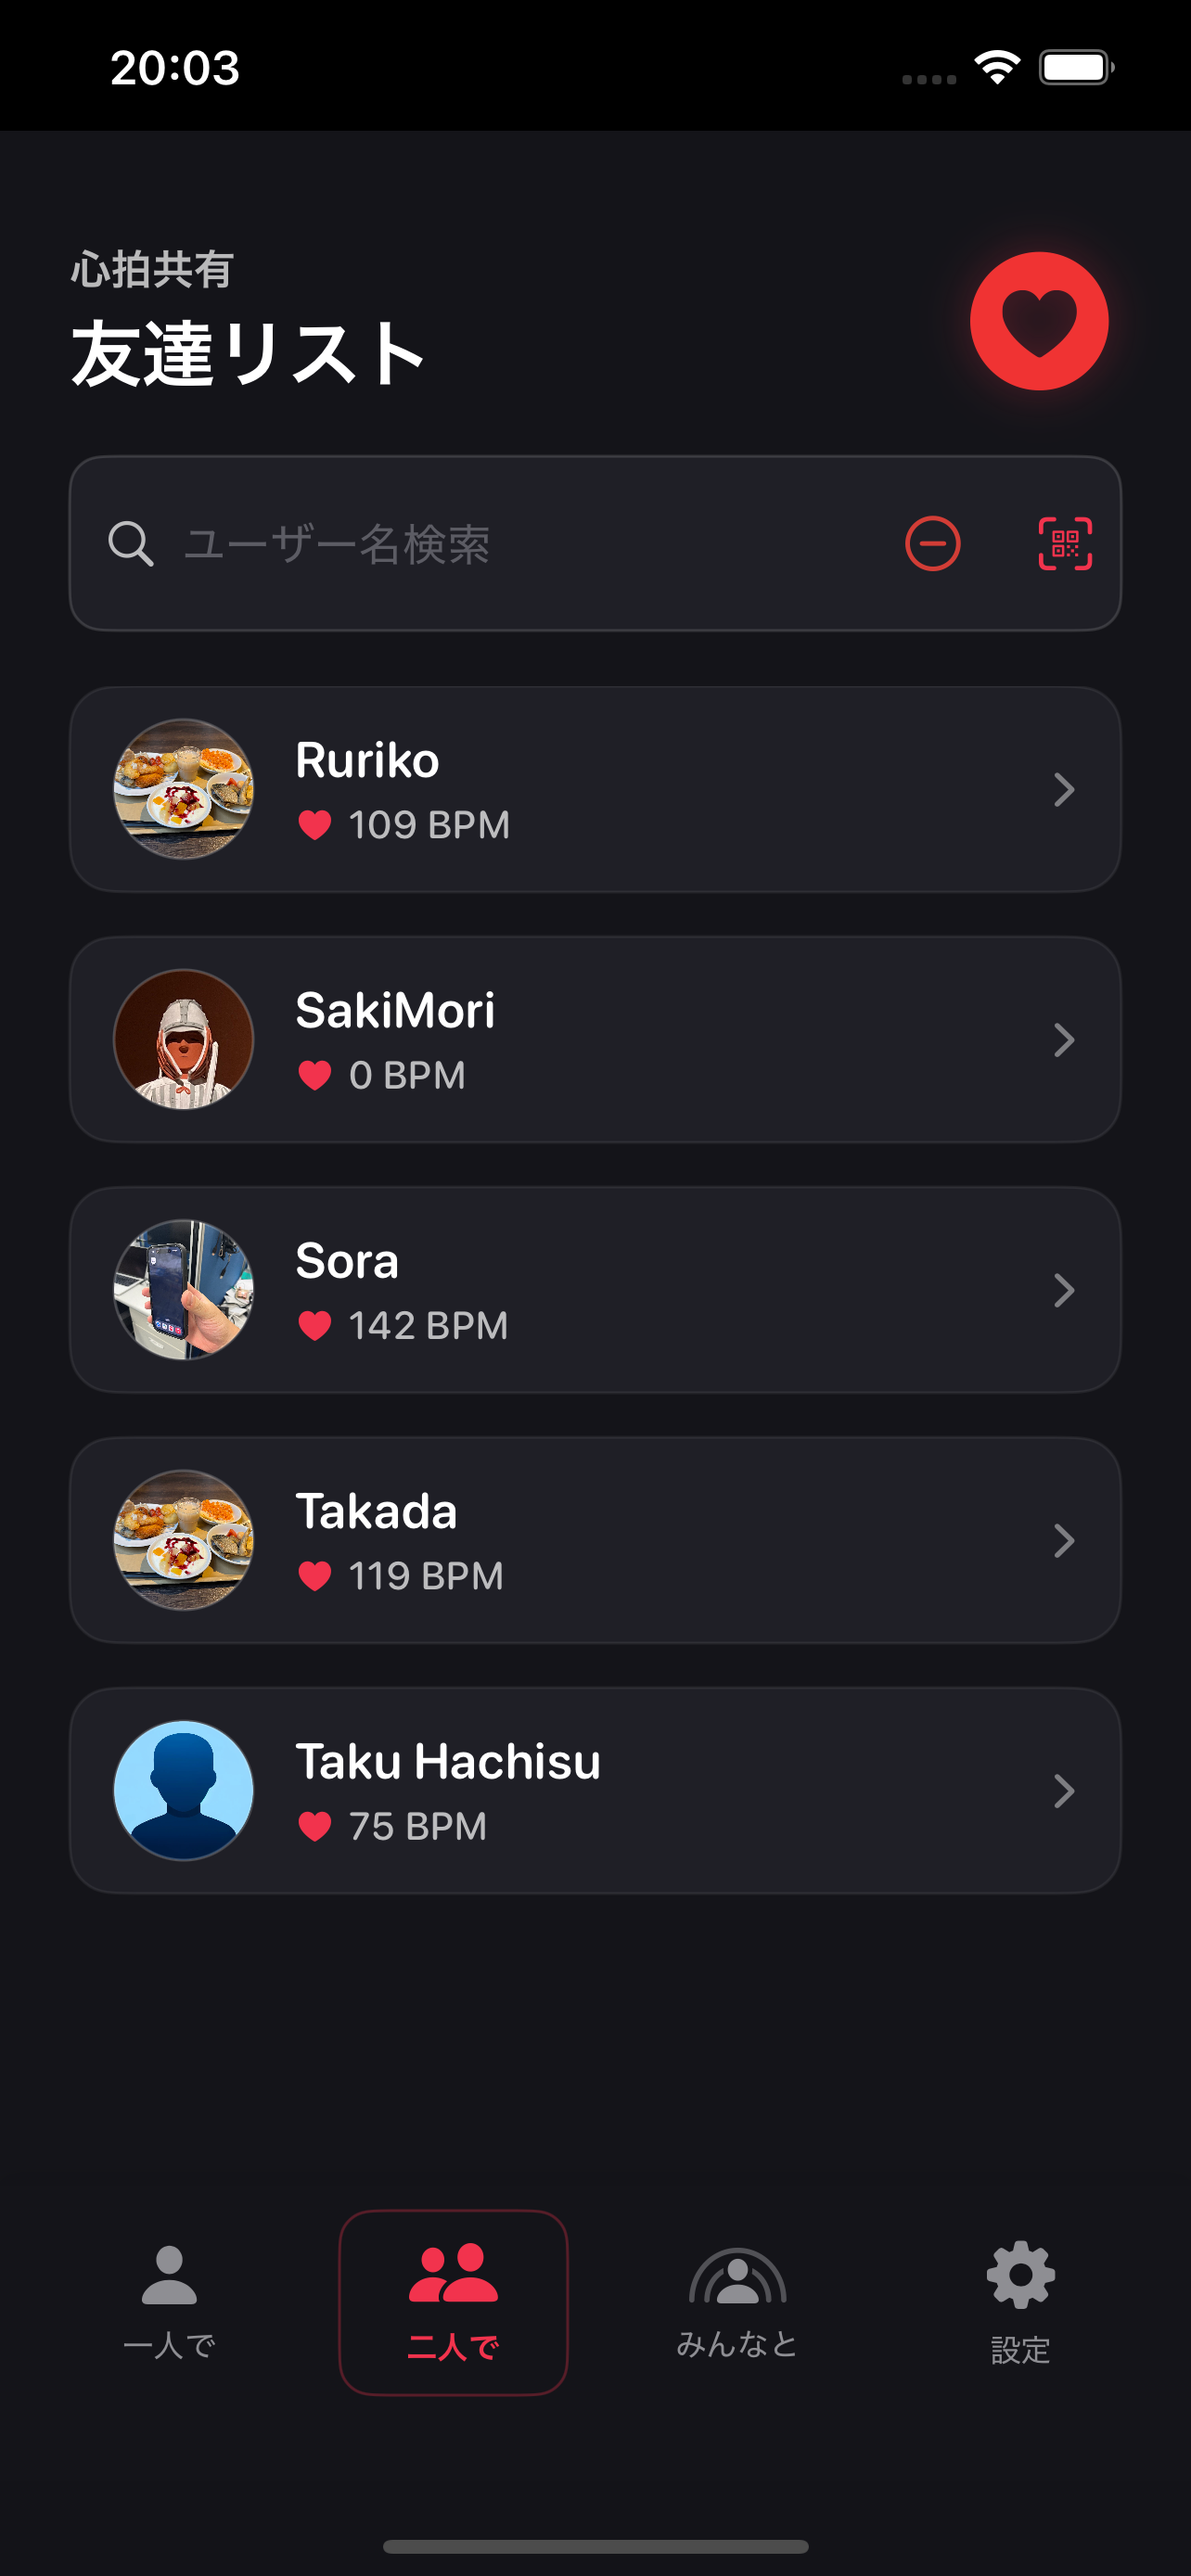 20:03
心拍共有
友達リスト
ユーザー名検索
Ruriko
109 BPM
SakiMori
0 BPM
Sora
142 BPM
Takada
119 BPM
Taku Hachisu
75 BPM
一人で
二人で
みんなと
設定